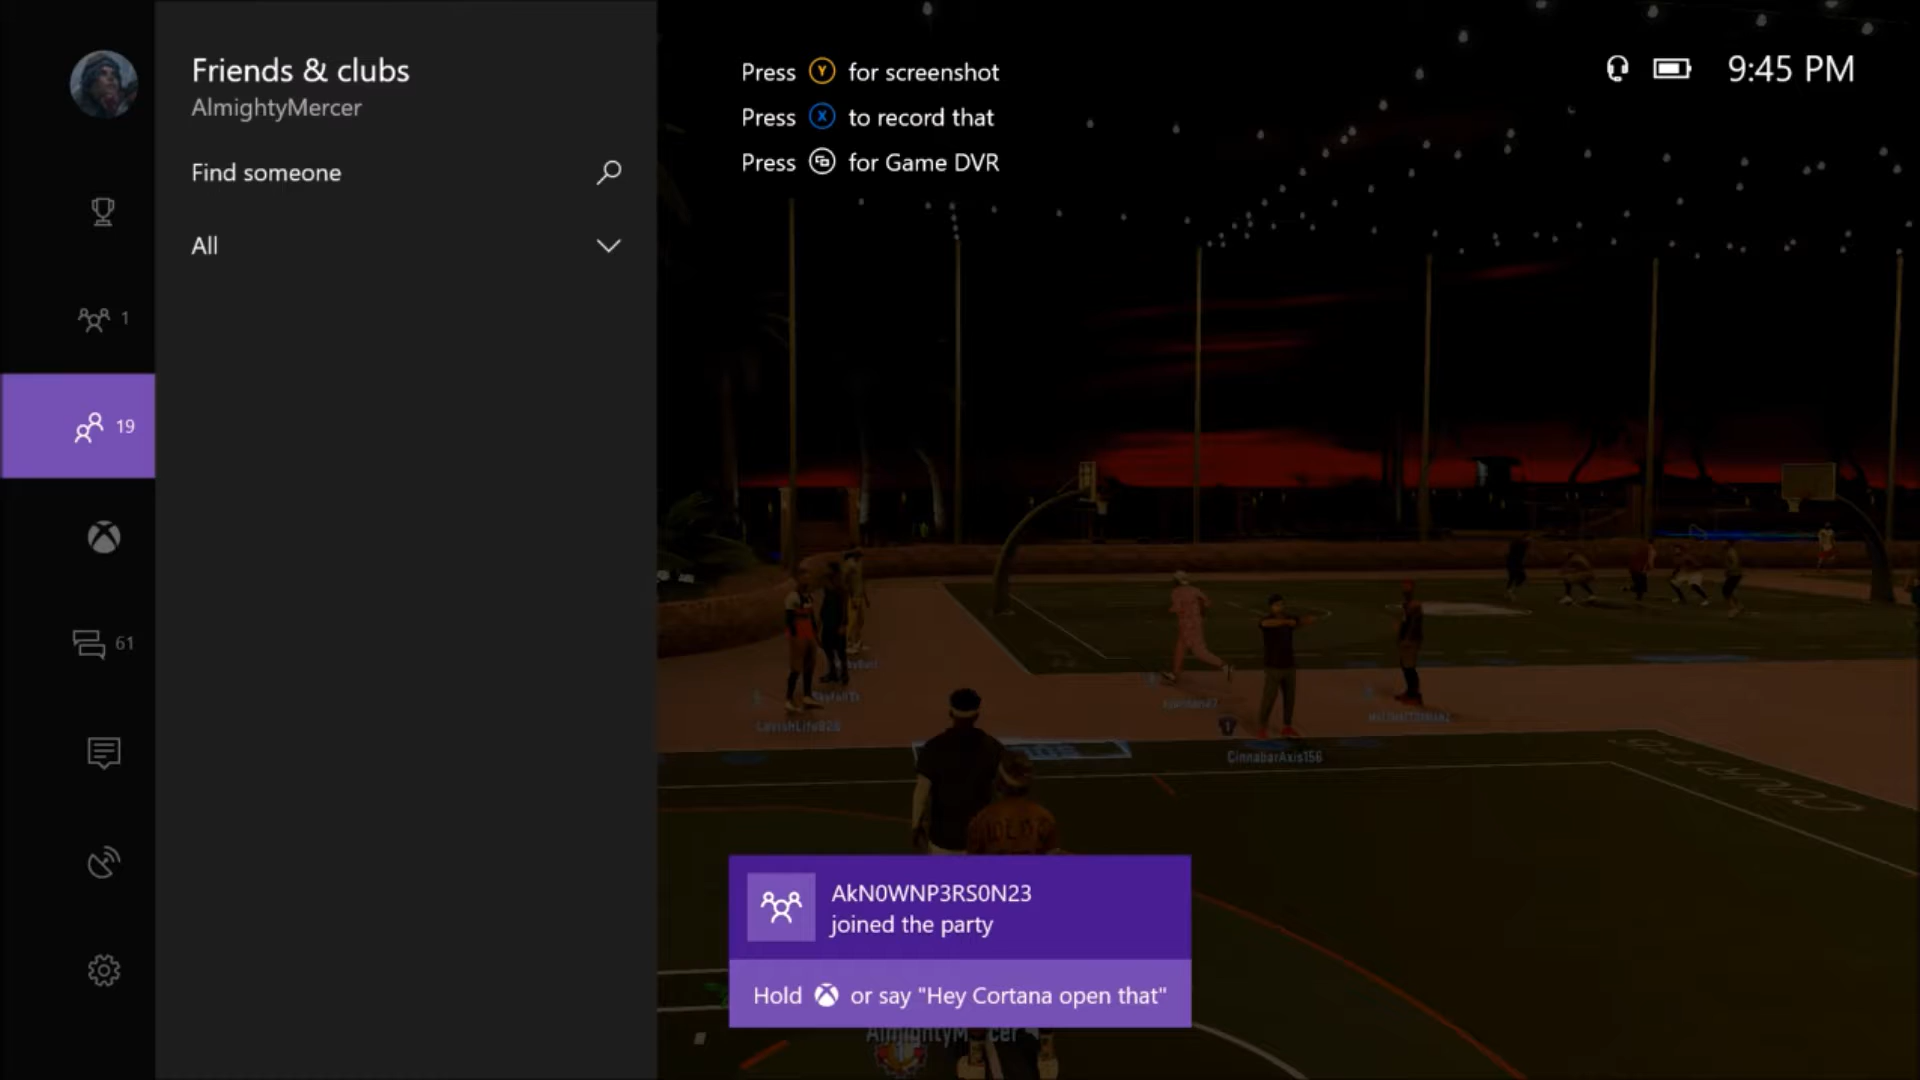 Friends & clubs
AlmightyMercer
Find someone
All
1
19
61
Press Y for screenshot
Press X to record that
Press for Game DVR
9:45 PM
CinnabarAxis156
AkN0WNP3RS0N23
joined the party
Hold or say "Hey Cortana open that"